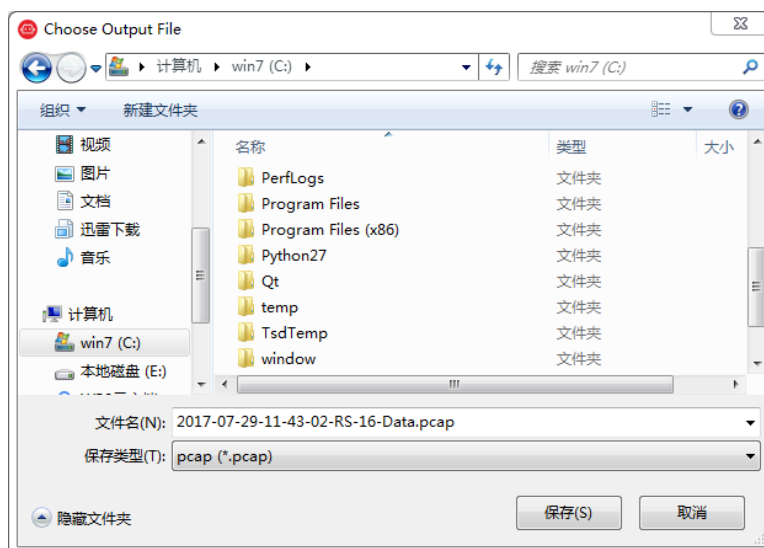 Choose Output File
计算机 win7 (C:)
搜索 win7 (C:)
组织 新建文件夹
名称 类型 大小
视频
图片
文档
迅雷下载
音乐
计算机
win7 (C:)
本地磁盘 (E:)
PerfLogs 文件夹
Program Files 文件夹
Program Files (x86) 文件夹
Python27 文件夹
Qt 文件夹
temp 文件夹
TsdTemp 文件夹
window 文件夹
文件名(N): 2017-07-29-11-43-02-RS-16-Data.pcap
保存类型(T): pcap (*.pcap)
隐藏文件夹 保存(S) 取消